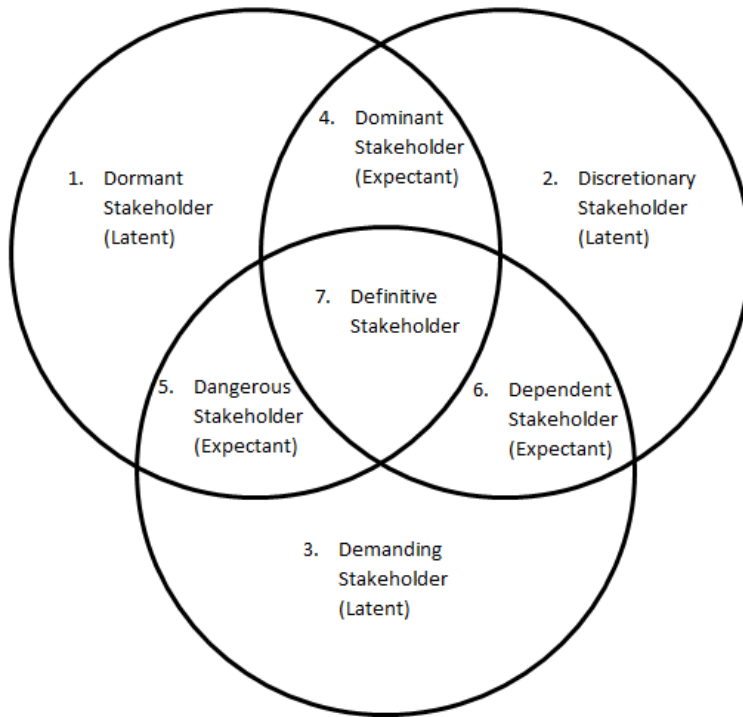 1. Dormant
Stakeholder
(Latent)
2. Discretionary
Stakeholder
(Latent)
3. Demanding
Stakeholder
(Latent)
4. Dominant
Stakeholder
(Expectant)
5. Dangerous
Stakeholder
(Expectant)
6. Dependent
Stakeholder
(Expectant)
7. Definitive
Stakeholder